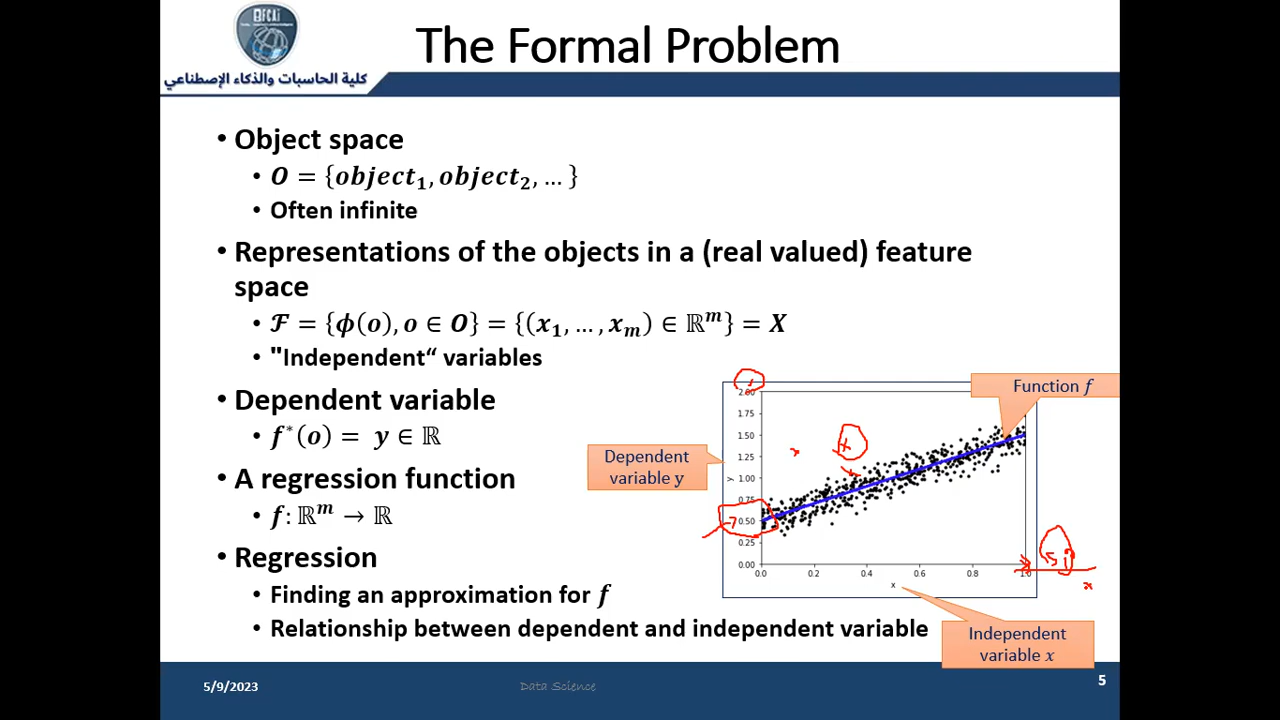 BFCAi
كلية الحاسبات والذكاء الإصطناعي
The Formal Problem
• Object space
• O = {object₁, object₂, … }
• Often infinite
• Representations of the objects in a (real valued) feature
space
• ℱ = {ϕ(o), o ∈ O} = {(x₁, …, xₘ) ∈ ℝᵐ} = X
• "Independent“ variables
• Dependent variable
• f*(o) = y ∈ ℝ
• A regression function
• f: ℝᵐ → ℝ
• Regression
• Finding an approximation for f
• Relationship between dependent and independent variable
Function f
Dependent
variable y
2.00
1.75
1.50
1.25
1.00
0.75
0.50
0.25
0.00
y
0.0 0.2 0.4 0.6 0.8 1.0
x
x
Independent
variable x
5/9/2023
Data Science
5